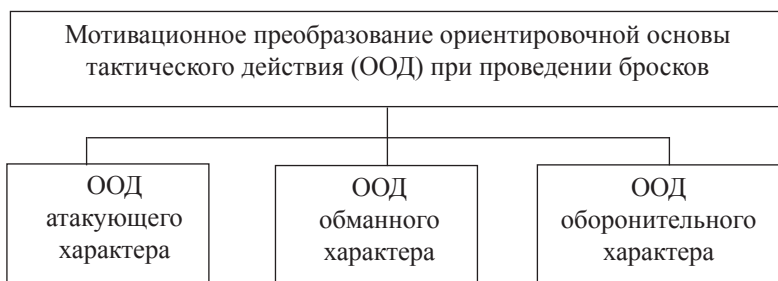 Мотивационное преобразование ориентировочной основы
тактического действия (ООД) при проведении бросков
ООД
атакующего
характера
ООД
обманного
характера
ООД
оборонительного
характера